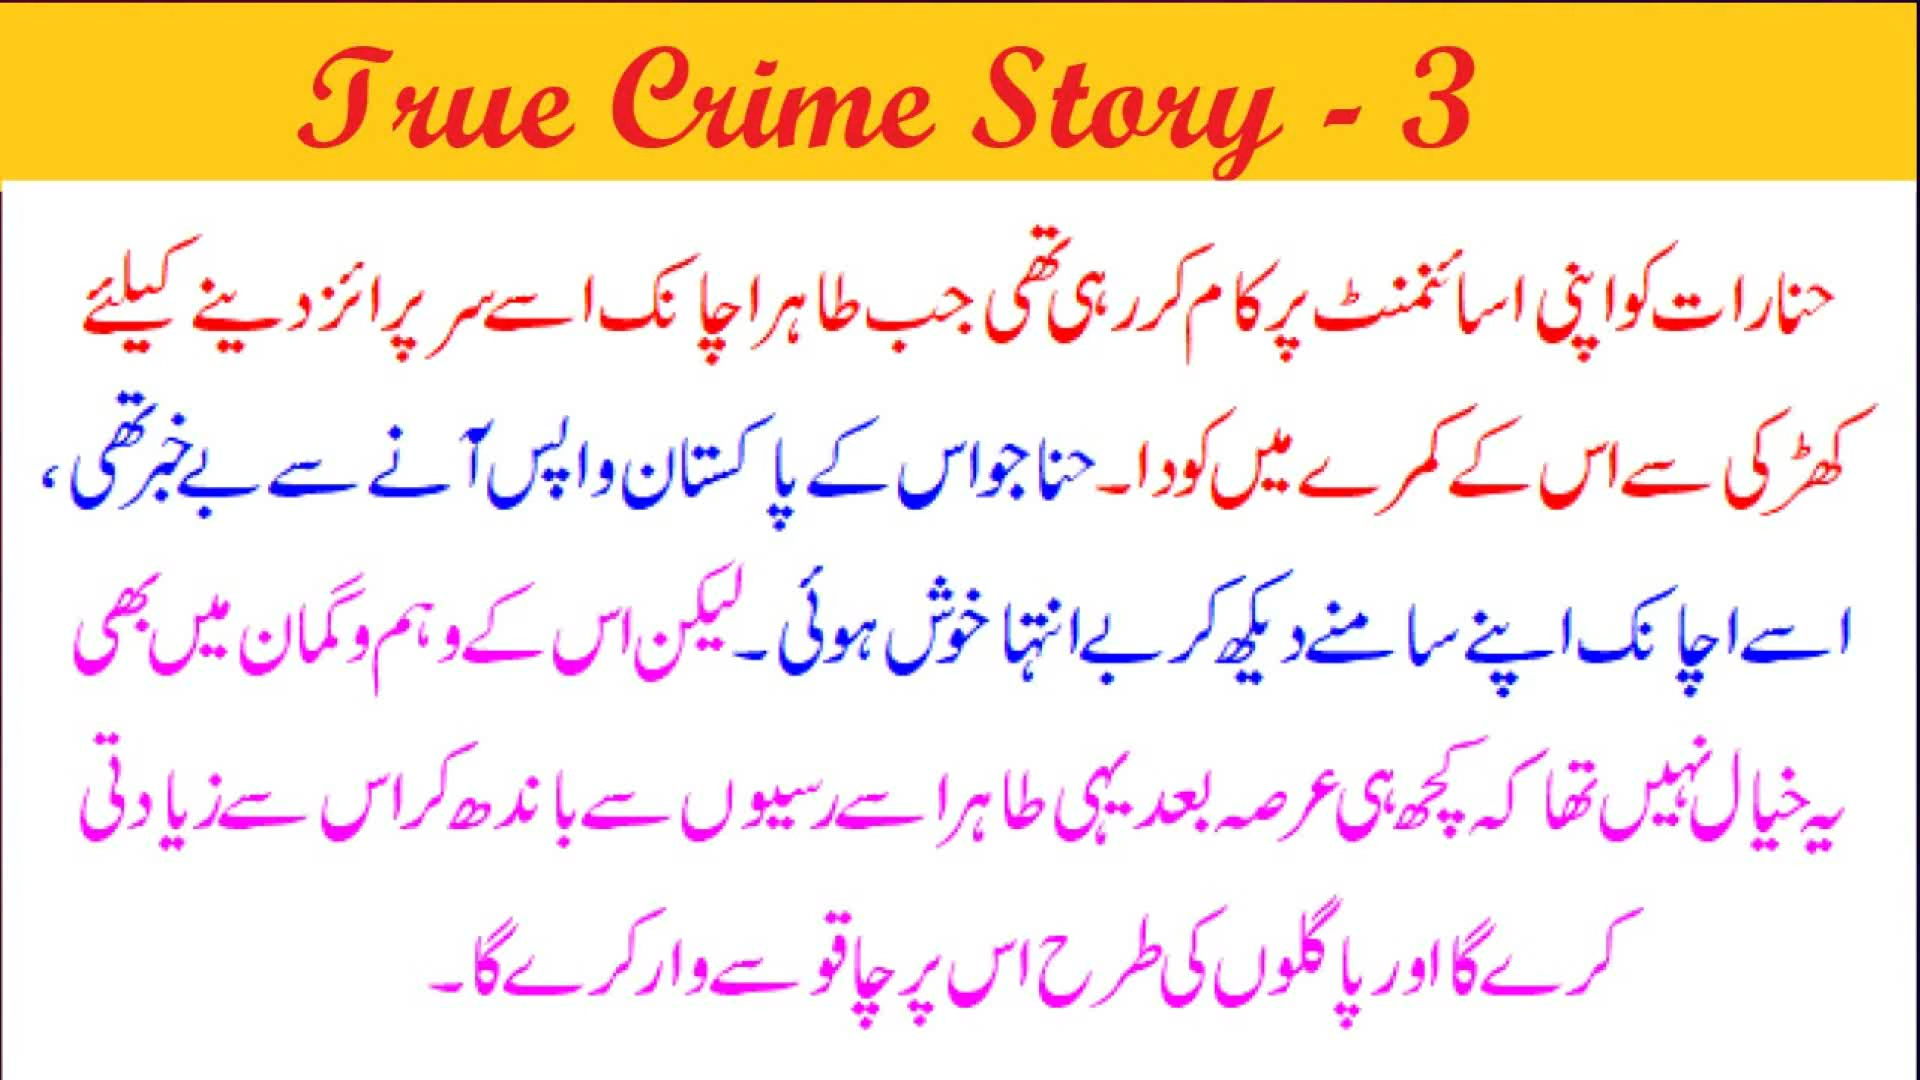 True Crime Story - 3
حنا رات کو اپنی اسائنمنٹ پر کام کر رہی تھی جب طاہر اچانک اسے سرپرائز دینے کیلئے
کھڑکی سے اس کے کمرے میں کودا۔ حنا جو اس کے پاکستان واپس آنے سے بے خبر تھی،
اسے اچانک اپنے سامنے دیکھ کر بے انتہا خوش ہوئی۔ لیکن اس کے وہم و گمان میں بھی
یہ خیال نہیں تھا کہ کچھ ہی عرصہ بعد یہی طاہر اسے رسیوں سے باندھ کر اس سے زیادتی
کرے گا اور پاگلوں کی طرح اس پر چاقو سے وار کرے گا۔